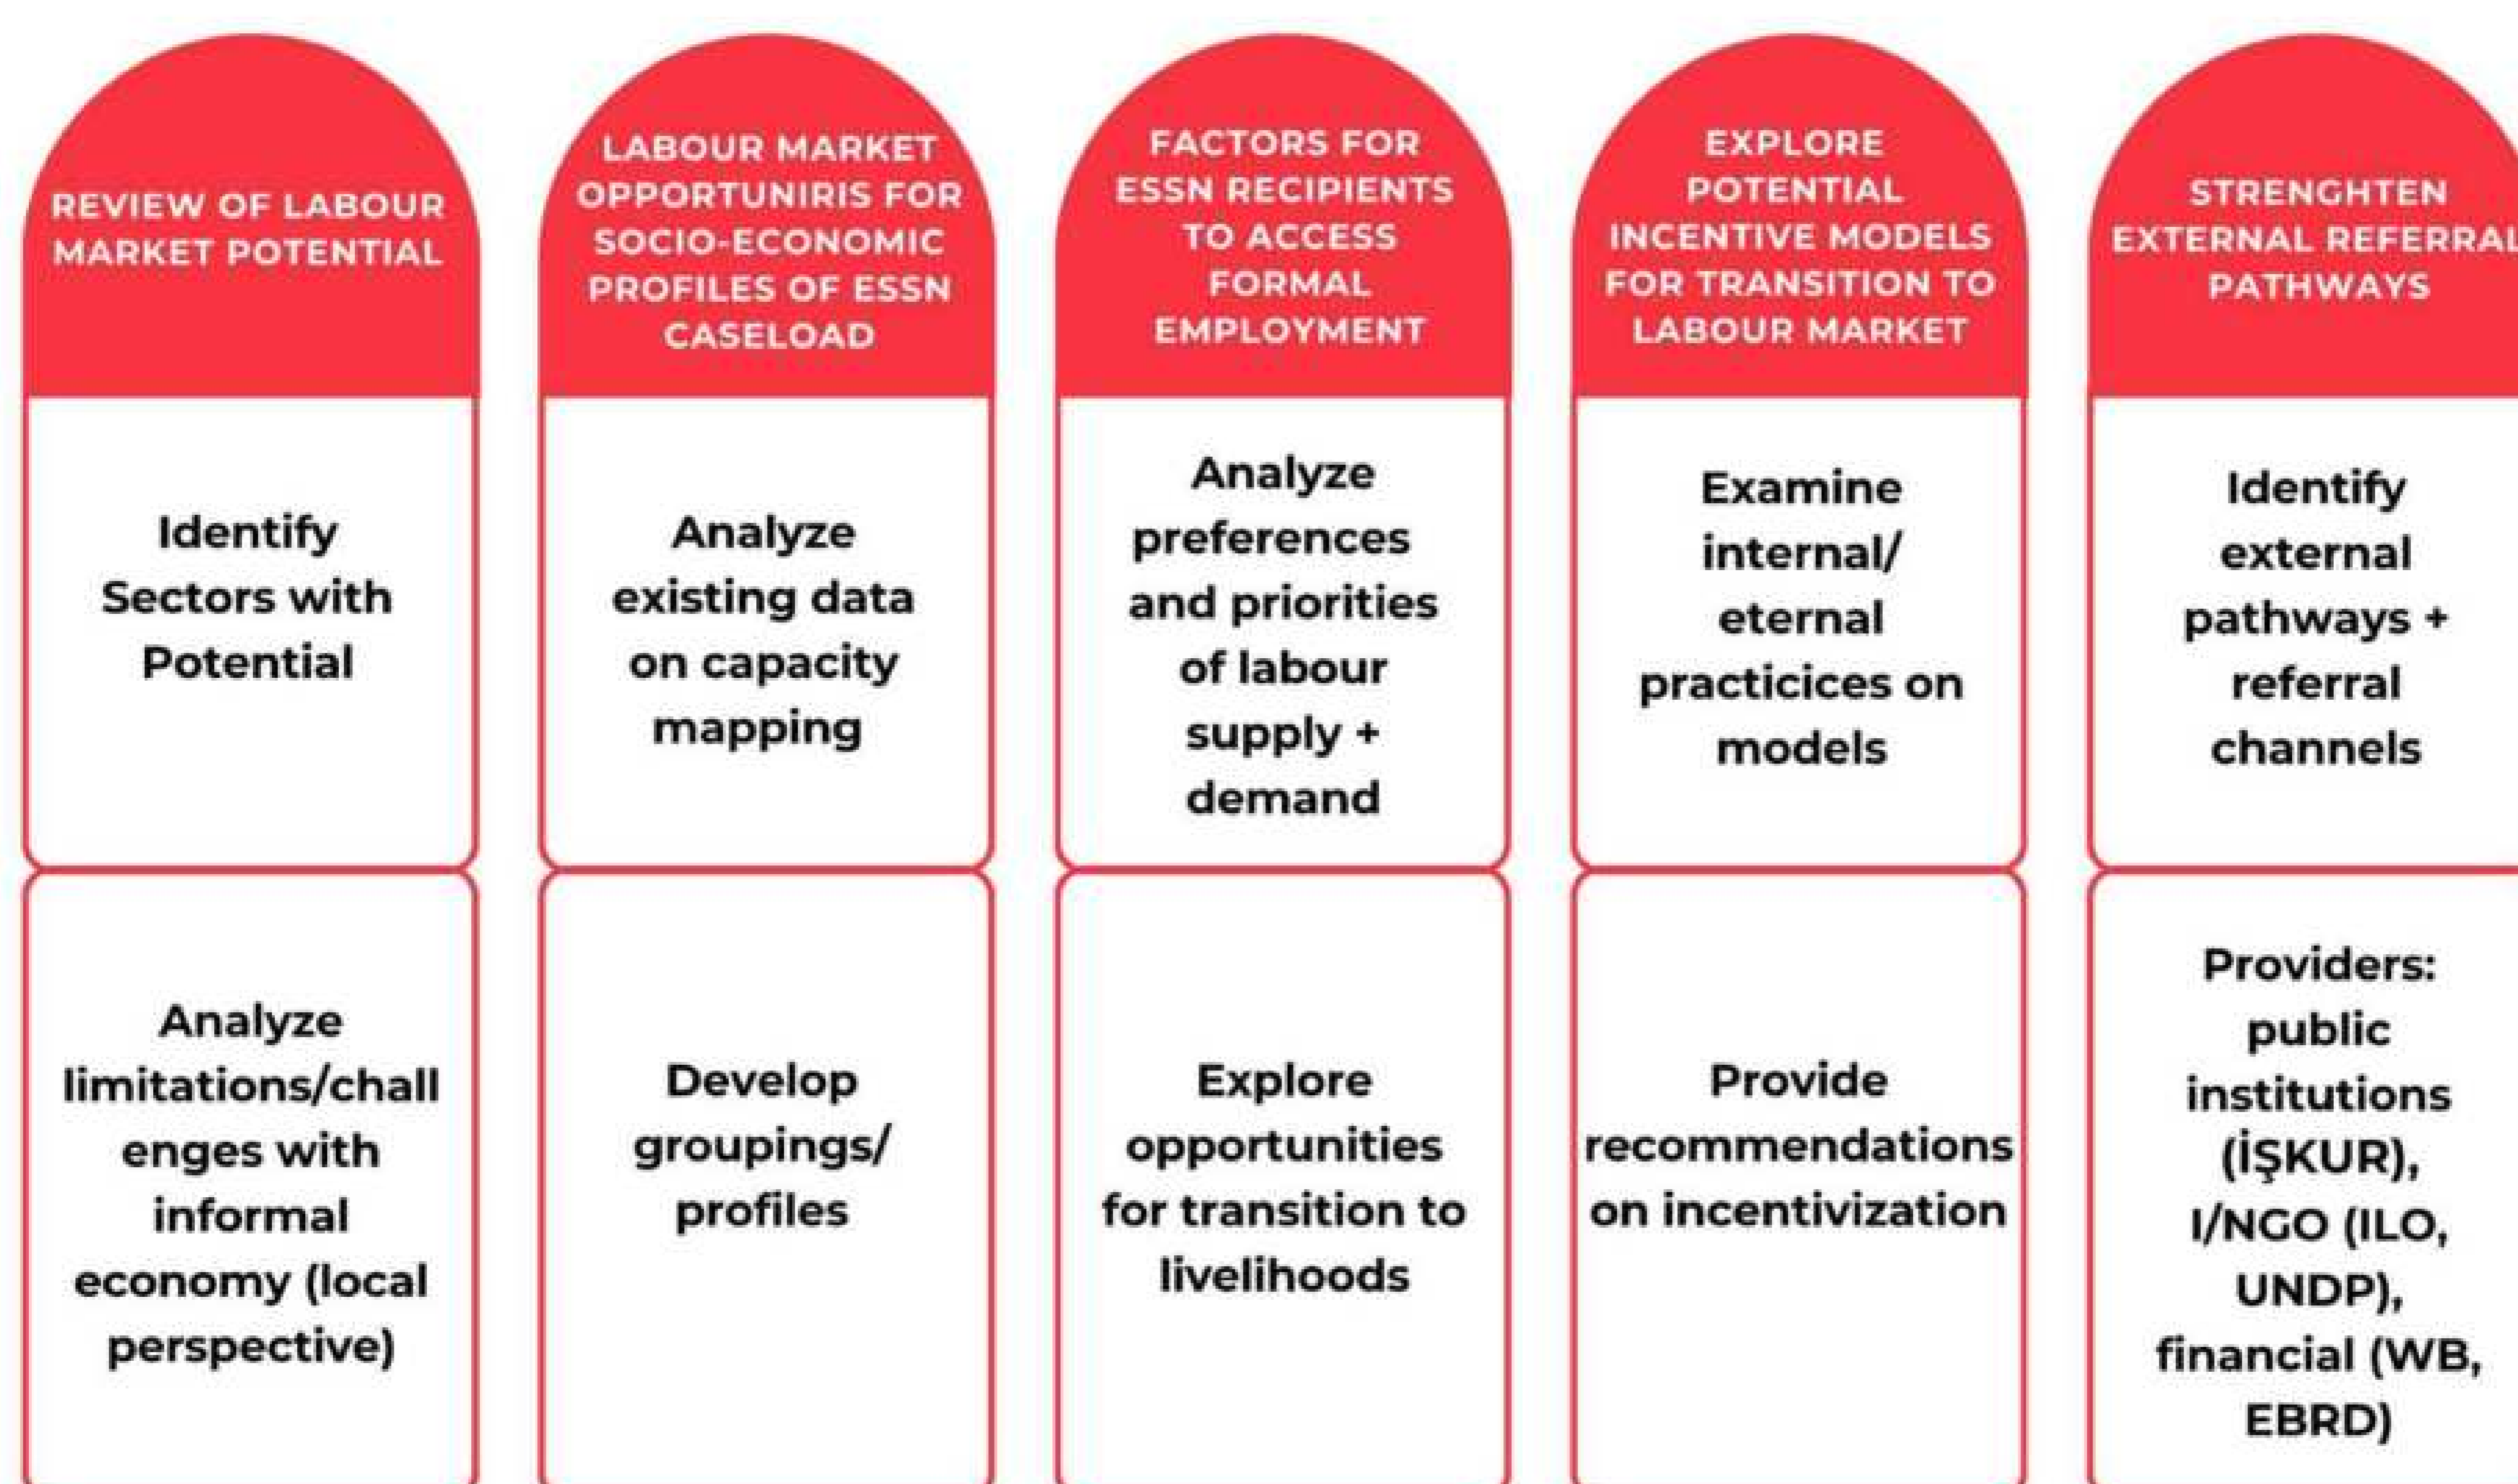 REVIEW OF LABOUR
MARKET POTENTIAL
Identify
Sectors with
Potential
Analyze
limitations/chall
enges with
informal
economy (local
perspective)
LABOUR MARKET
OPPORTUNIRIS FOR
SOCIO-ECONOMIC
PROFILES OF ESSN
CASELOAD
Analyze
existing data
on capacity
mapping
Develop
groupings/
profiles
FACTORS FOR
ESSN RECIPIENTS
TO ACCESS
FORMAL
EMPLOYMENT
Analyze
preferences
and priorities
of labour
supply +
demand
Explore
opportunities
for transition to
livelihoods
EXPLORE
POTENTIAL
INCENTIVE MODELS
FOR TRANSITION TO
LABOUR MARKET
Examine
internal/
eternal
practicices on
models
Provide
recommendations
on incentivization
STRENGHTEN
EXTERNAL REFERRAL
PATHWAYS
Identify
external
pathways +
referral
channels
Providers:
public
institutions
(İŞKUR),
I/NGO (ILO,
UNDP),
financial (WB,
EBRD)